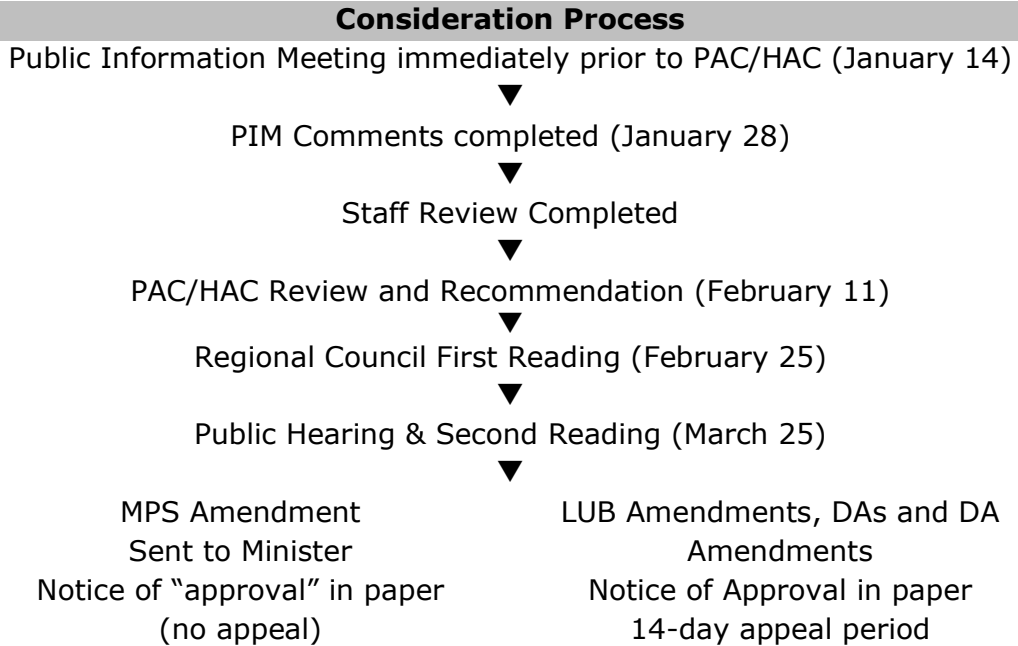 Consideration Process
Public Information Meeting immediately prior to PAC/HAC (January 14)
▼
PIM Comments completed (January 28)
▼
Staff Review Completed
▼
PAC/HAC Review and Recommendation (February 11)
▼
Regional Council First Reading (February 25)
▼
Public Hearing & Second Reading (March 25)
▼
MPS Amendment
Sent to Minister
Notice of “approval” in paper
(no appeal)
LUB Amendments, DAs and DA
Amendments
Notice of Approval in paper
14-day appeal period